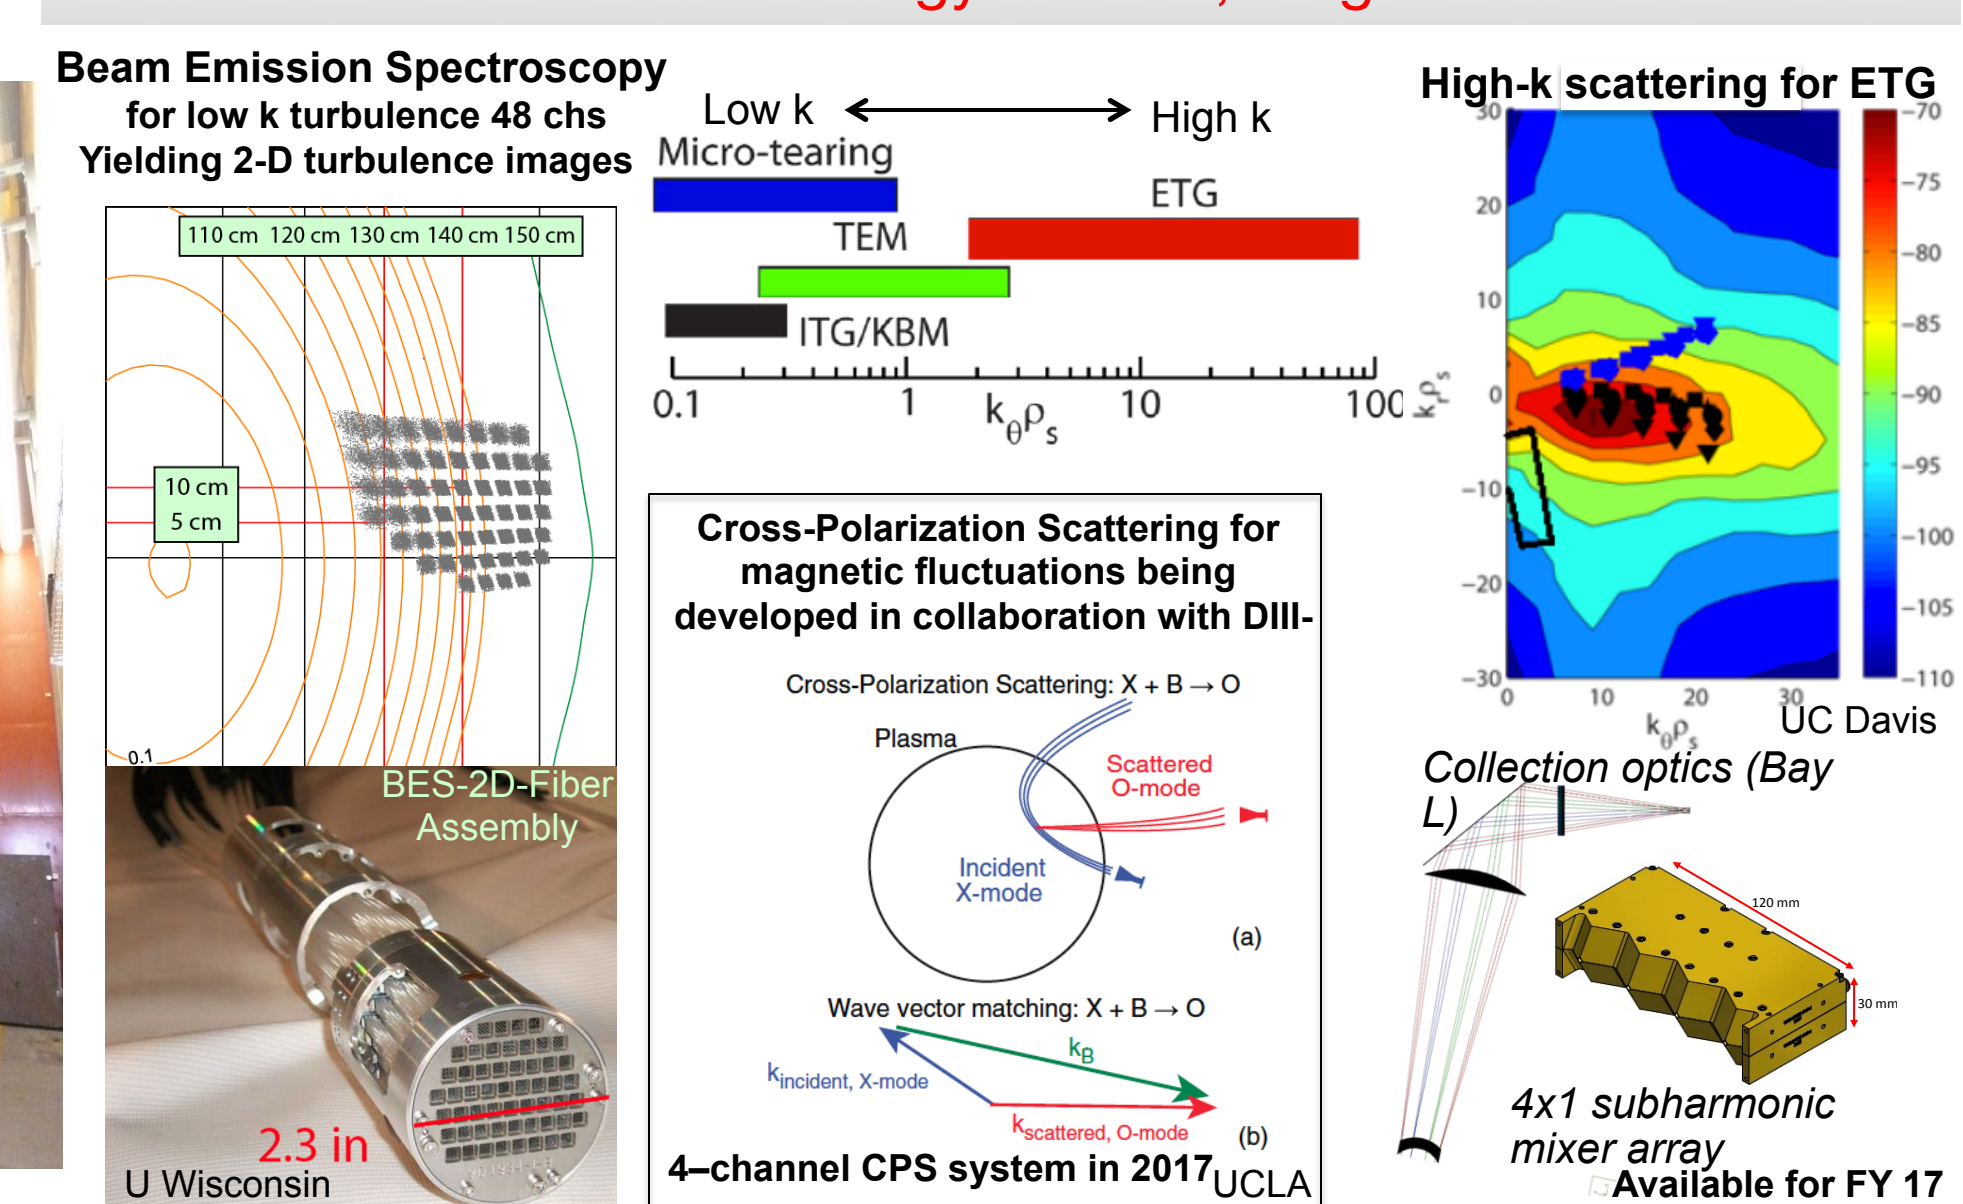 Beam Emission Spectroscopy
for low k turbulence 48 chs
Yielding 2-D turbulence images
110 cm 120 cm 130 cm 140 cm 150 cm
10 cm
5 cm
0.1
BES-2D-Fiber
Assembly
2.3 in
U Wisconsin
Low k
High k
Micro-tearing
ETG
TEM
ITG/KBM
0.1 1 10 100
kθρs
Cross-Polarization Scattering for
magnetic fluctuations being
developed in collaboration with DIII-
Cross-Polarization Scattering: X + B → O
Plasma
Scattered
O-mode
Incident
X-mode
(a)
Wave vector matching: X + B → O
kB
kincident, X-mode
kscattered, O-mode
(b)
4–channel CPS system in 2017
UCLA
High-k scattering for ETG
30
20
10
0
−10
−20
−30
krρs
0 10 20 30
kθρs
−70
−75
−80
−85
−90
−95
−100
−105
−110
UC Davis
Collection optics (Bay
L)
120 mm
30 mm
4x1 subharmonic
mixer array
Available for FY 17